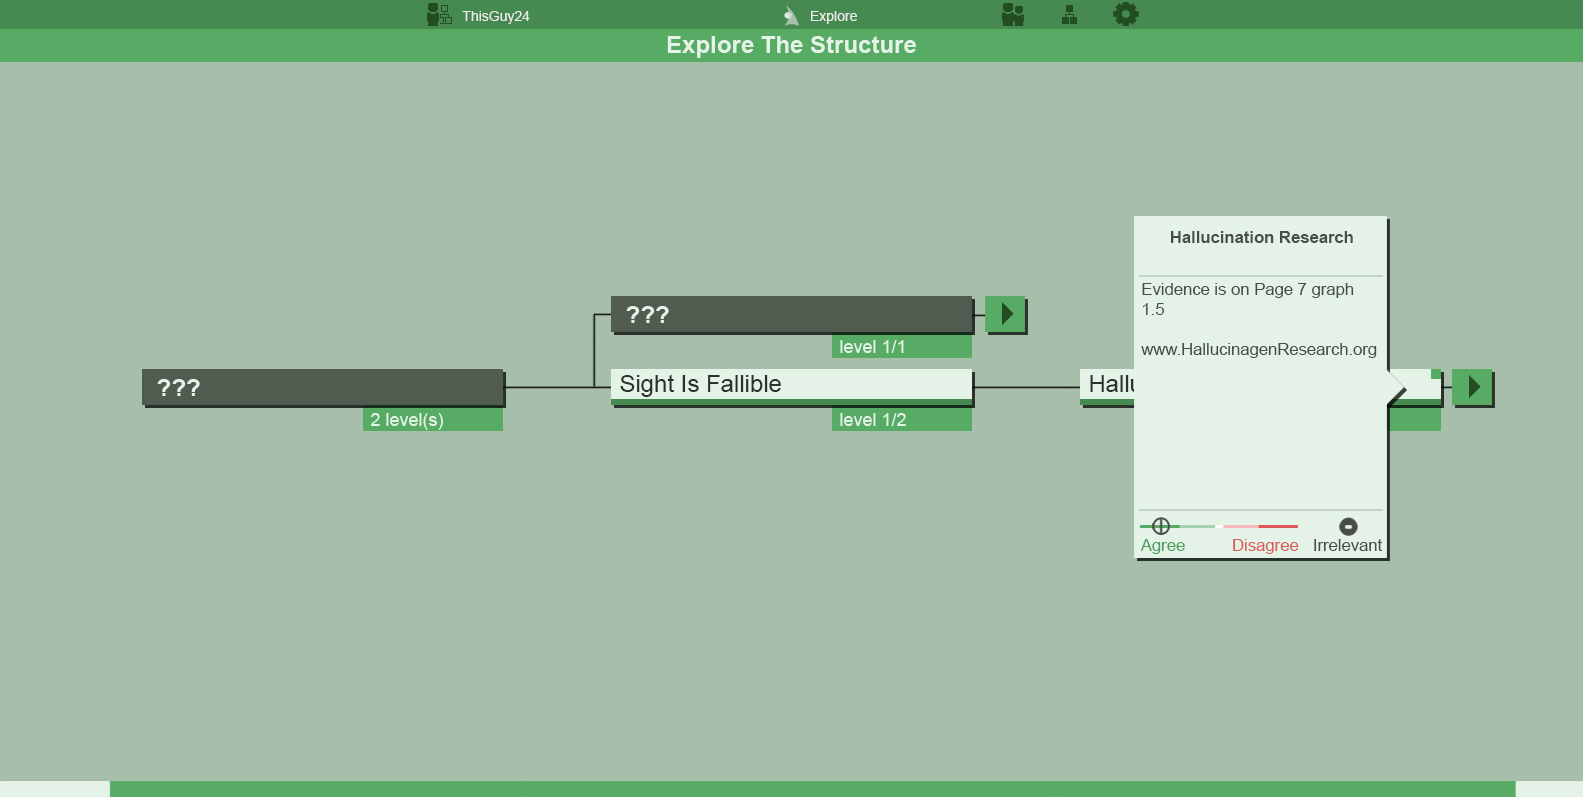 ThisGuy24
Explore
Explore The Structure
Hallucination Research
Evidence is on Page 7 graph
1.5
www.HallucinagenResearch.org
???
level 1/1
???
2 level(s)
Sight Is Fallible
level 1/2
Agree
Disagree
Irrelevant